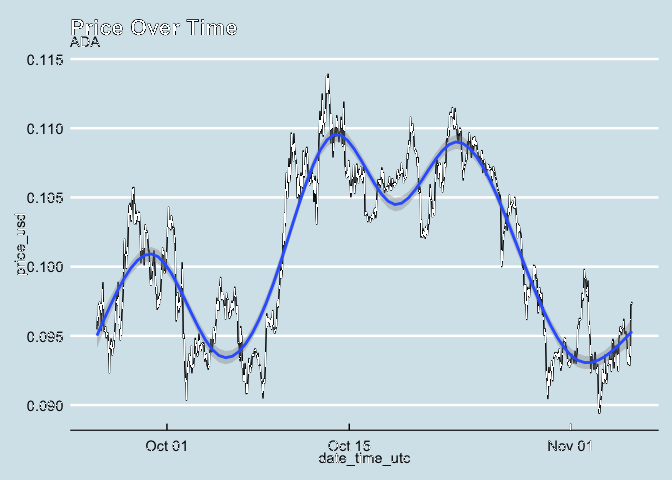 Price Over Time
ADA
0.115
0.110
0.105
0.100
0.095
0.090
price_usd
Oct 01
Oct 15
Nov 01
date_time_utc